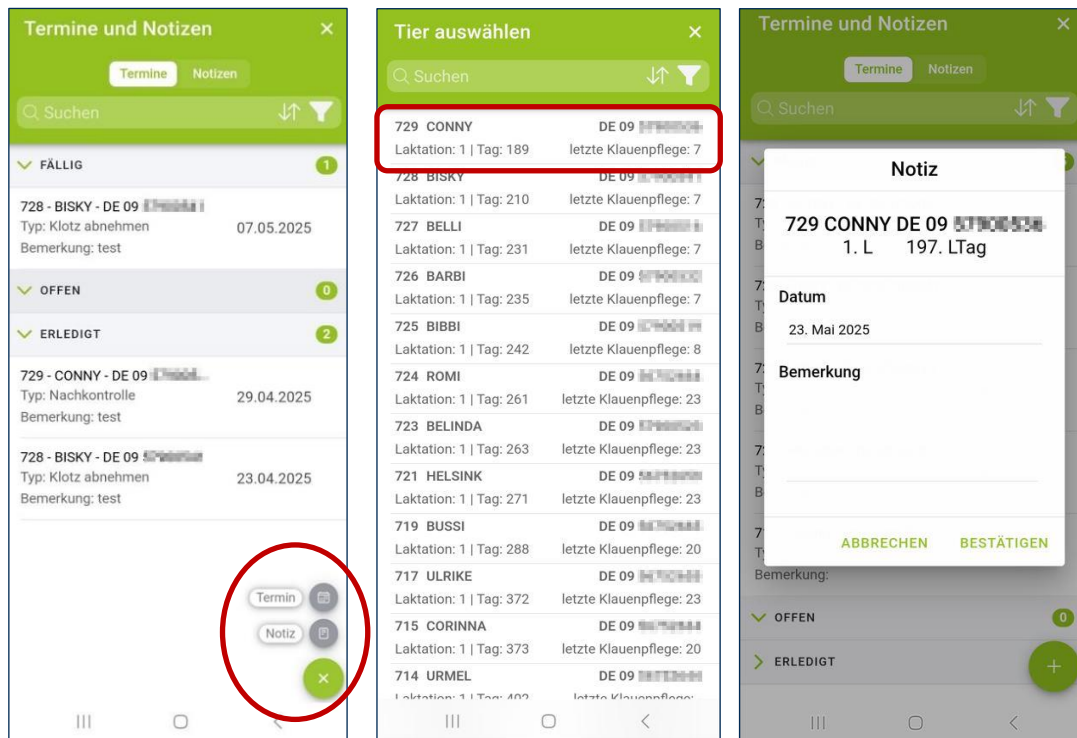 Termine und Notizen
Termine Notizen
Suchen
FÄLLIG 1
728 - BISKY - DE 09
Typ: Klotz abnehmen 07.05.2025
Bemerkung: test
OFFEN 0
ERLEDIGT 2
729 - CONNY - DE 09
Typ: Nachkontrolle 29.04.2025
Bemerkung: test
728 - BISKY - DE 09
Typ: Klotz abnehmen 23.04.2025
Bemerkung: test
Termin
Notiz
Tier auswählen
Suchen
729 CONNY DE 09
Laktation: 1 | Tag: 189 letzte Klauenpflege: 7
728 BISKY DE 09
Laktation: 1 | Tag: 210 letzte Klauenpflege: 7
727 BELLI DE 09
Laktation: 1 | Tag: 231 letzte Klauenpflege: 7
726 BARBI DE 09
Laktation: 1 | Tag: 235 letzte Klauenpflege: 7
725 BIBBI DE 09
Laktation: 1 | Tag: 242 letzte Klauenpflege: 8
724 ROMI DE 09
Laktation: 1 | Tag: 261 letzte Klauenpflege: 23
723 BELINDA DE 09
Laktation: 1 | Tag: 263 letzte Klauenpflege: 23
721 HELSINK DE 09
Laktation: 1 | Tag: 271 letzte Klauenpflege: 23
719 BUSSI DE 09
Laktation: 1 | Tag: 288 letzte Klauenpflege: 20
717 ULRIKE DE 09
Laktation: 1 | Tag: 372 letzte Klauenpflege: 23
715 CORINNA DE 09
Laktation: 1 | Tag: 373 letzte Klauenpflege: 20
714 URMEL DE 09
Laktation: 1 | Tag: 402 letzte Klauenpflege:
Termine und Notizen
Termine Notizen
Suchen
Notiz
729 CONNY DE 09
1. L 197. LTag
Datum
23. Mai 2025
Bemerkung
ABBRECHEN BESTÄTIGEN
Bemerkung:
OFFEN 0
ERLEDIGT